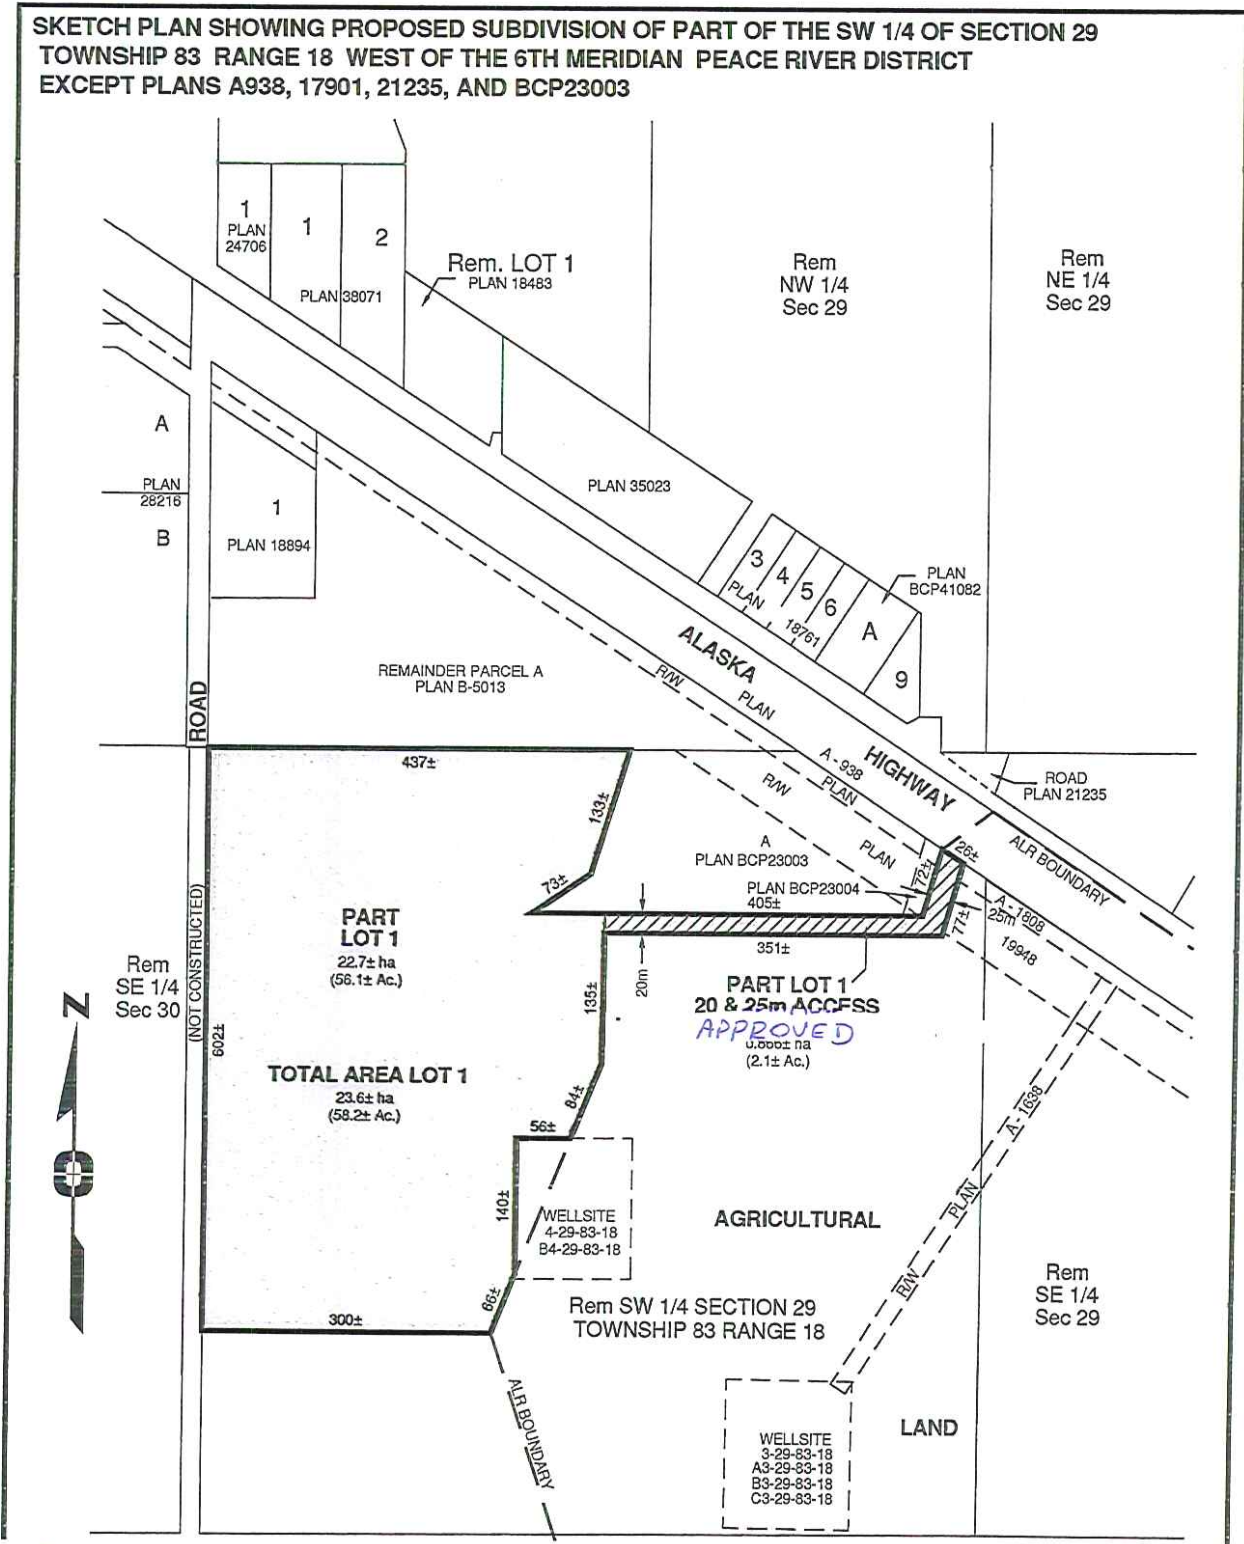 SKETCH PLAN SHOWING PROPOSED SUBDIVISION OF PART OF THE SW 1/4 OF SECTION 29
TOWNSHIP 83 RANGE 18 WEST OF THE 6TH MERIDIAN PEACE RIVER DISTRICT
EXCEPT PLANS A938, 17901, 21235, AND BCP23003
1
PLAN
24706
1
2
PLAN 38071
Rem. LOT 1
PLAN 18483
Rem
NW 1/4
Sec 29
Rem
NE 1/4
Sec 29
A
PLAN
28216
B
1
PLAN 18894
PLAN 35023
3
4
5
6
PLAN
18761
A
9
PLAN
BCP41082
ALASKA
HIGHWAY
R/W
PLAN
A-938
REMAINDER PARCEL A
PLAN B-5013
ROAD
437±
133±
73±
R/W
PLAN
PLAN
A
PLAN BCP23003
PLAN BCP23004
405±
72±
26±
ROAD
PLAN 21235
ALR BOUNDARY
A-1808
25m
77±
19948
(NOT CONSTRUCTED)
PART
LOT 1
22.7± ha
(56.1± Ac.)
Rem
SE 1/4
Sec 30
602±
351±
20m
135±
PART LOT 1
20 & 25m ACCESS
APPROVED
(2.1± Ac.)
TOTAL AREA LOT 1
23.6± ha
(58.2± Ac.)
84±
56±
140±
WELLSITE
4-29-83-18
B4-29-83-18
66±
300±
N
AGRICULTURAL
Rem SW 1/4 SECTION 29
TOWNSHIP 83 RANGE 18
R/W
PLAN
A-1638
Rem
SE 1/4
Sec 29
ALR BOUNDARY
LAND
WELLSITE
3-29-83-18
A3-29-83-18
B3-29-83-18
C3-29-83-18